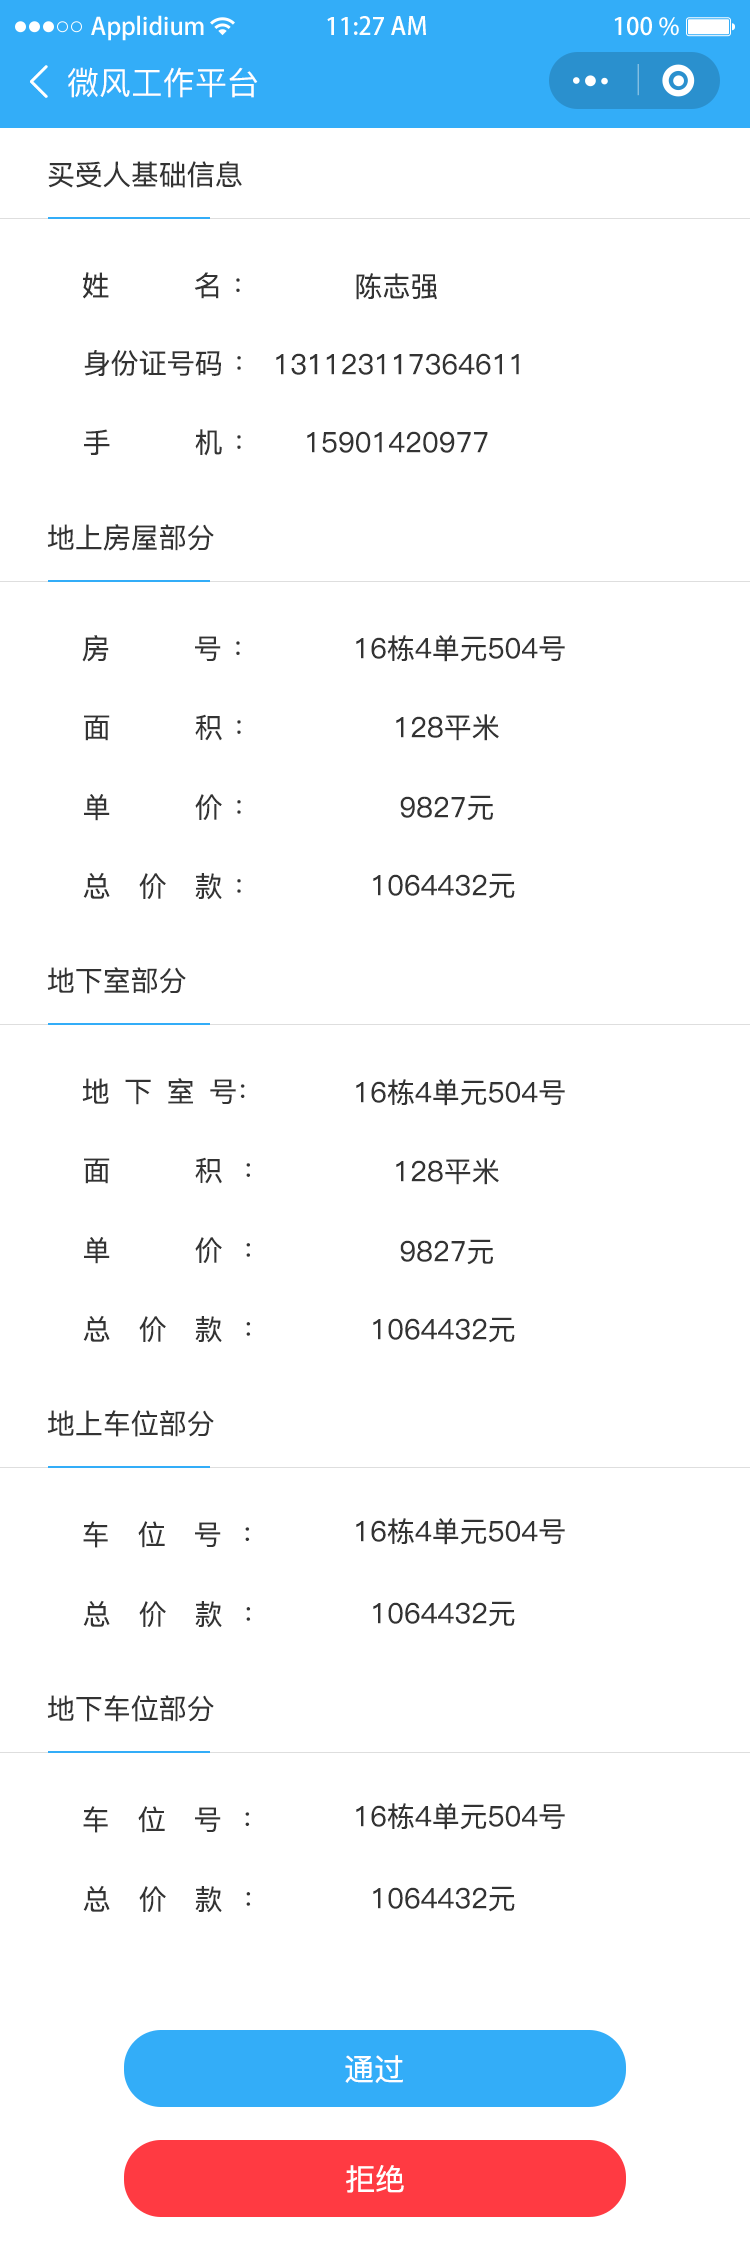 Applidium 11:27 AM 100 %
微风工作平台
买受人基础信息
姓名： 陈志强
身份证号码： 131123117364611
手机： 15901420977
地上房屋部分
房号： 16栋4单元504号
面积： 128平米
单价： 9827元
总价款： 1064432元
地下室部分
地下室号： 16栋4单元504号
面积： 128平米
单价： 9827元
总价款： 1064432元
地上车位部分
车位号： 16栋4单元504号
总价款： 1064432元
地下车位部分
车位号： 16栋4单元504号
总价款： 1064432元
通过
拒绝